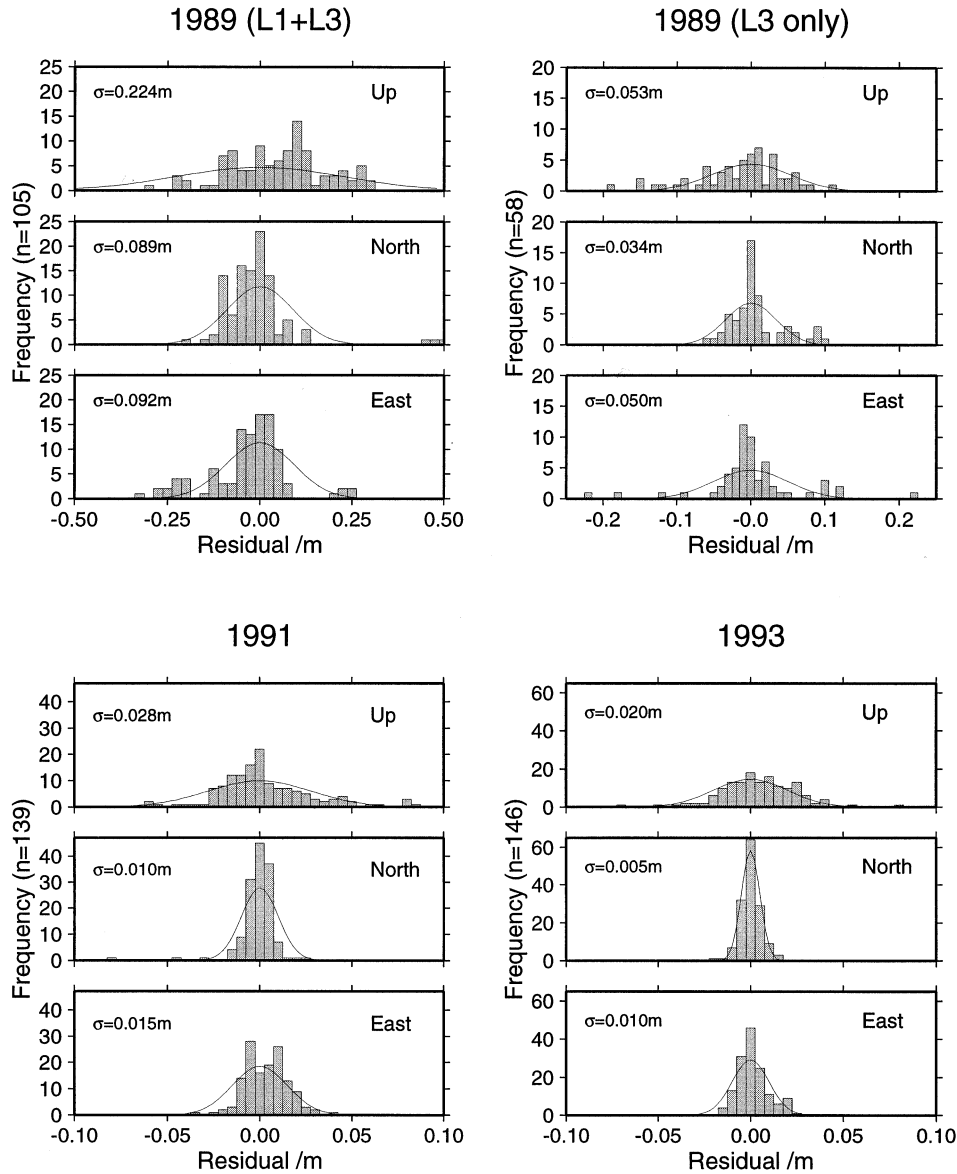 1989 (L1+L3)
25
20
15
10
5
0
σ=0.224m
Up
25
20
15
10
5
0
σ=0.089m
North
25
20
15
10
5
0
σ=0.092m
East
Frequency (n=105)
-0.50
-0.25
0.00
0.25
0.50
Residual /m
1989 (L3 only)
20
15
10
5
0
σ=0.053m
Up
20
15
10
5
0
σ=0.034m
North
20
15
10
5
0
σ=0.050m
East
Frequency (n=58)
-0.2
-0.1
-0.0
0.1
0.2
Residual /m
1991
40
30
20
10
0
σ=0.028m
Up
40
30
20
10
0
σ=0.010m
North
40
30
20
10
0
σ=0.015m
East
Frequency (n=139)
-0.10
-0.05
0.00
0.05
0.10
Residual /m
1993
60
40
20
0
σ=0.020m
Up
60
40
20
0
σ=0.005m
North
60
40
20
0
σ=0.010m
East
Frequency (n=146)
-0.10
-0.05
0.00
0.05
0.10
Residual /m